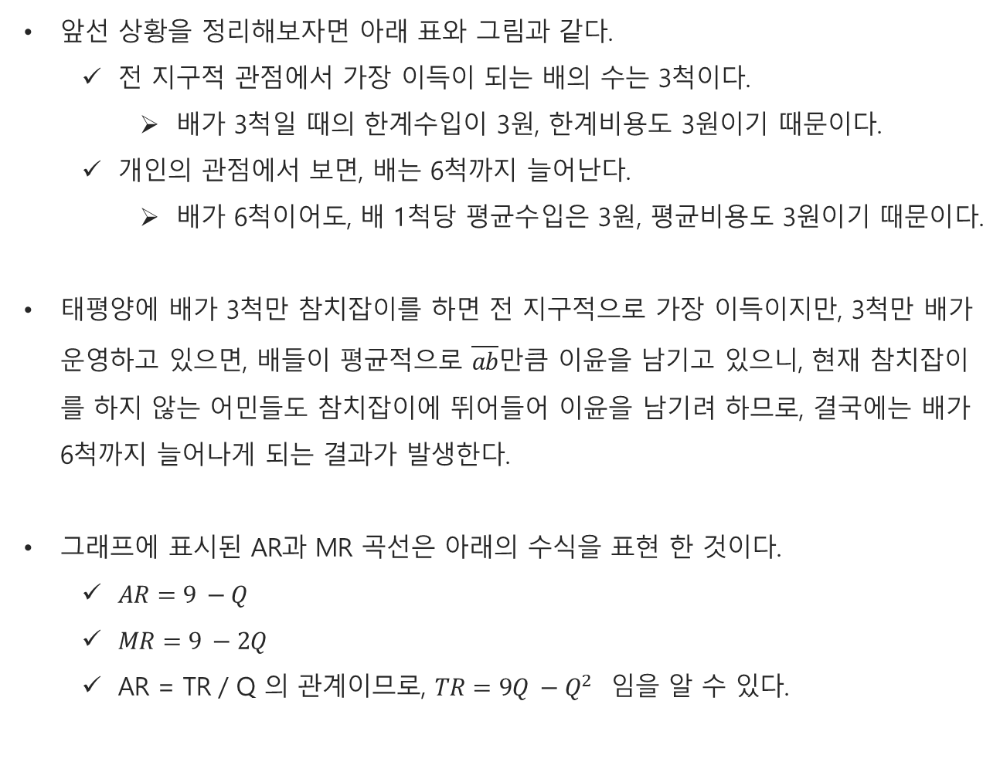 • 앞선 상황을 정리해보자면 아래 표와 그림과 같다.
✓ 전 지구적 관점에서 가장 이득이 되는 배의 수는 3척이다.
➢ 배가 3척일 때의 한계수입이 3원, 한계비용도 3원이기 때문이다.
✓ 개인의 관점에서 보면, 배는 6척까지 늘어난다.
➢ 배가 6척이어도, 배 1척당 평균수입은 3원, 평균비용도 3원이기 때문이다.
• 태평양에 배가 3척만 참치잡이를 하면 전 지구적으로 가장 이득이지만, 3척만 배가
운영하고 있으면, 배들이 평균적으로 a̅b̅만큼 이윤을 남기고 있으니, 현재 참치잡이
를 하지 않는 어민들도 참치잡이에 뛰어들어 이윤을 남기려 하므로, 결국에는 배가
6척까지 늘어나게 되는 결과가 발생한다.
• 그래프에 표시된 AR과 MR 곡선은 아래의 수식을 표현 한 것이다.
✓ AR = 9 − Q
✓ MR = 9 − 2Q
✓ AR = TR / Q 의 관계이므로, TR = 9Q − Q² 임을 알 수 있다.